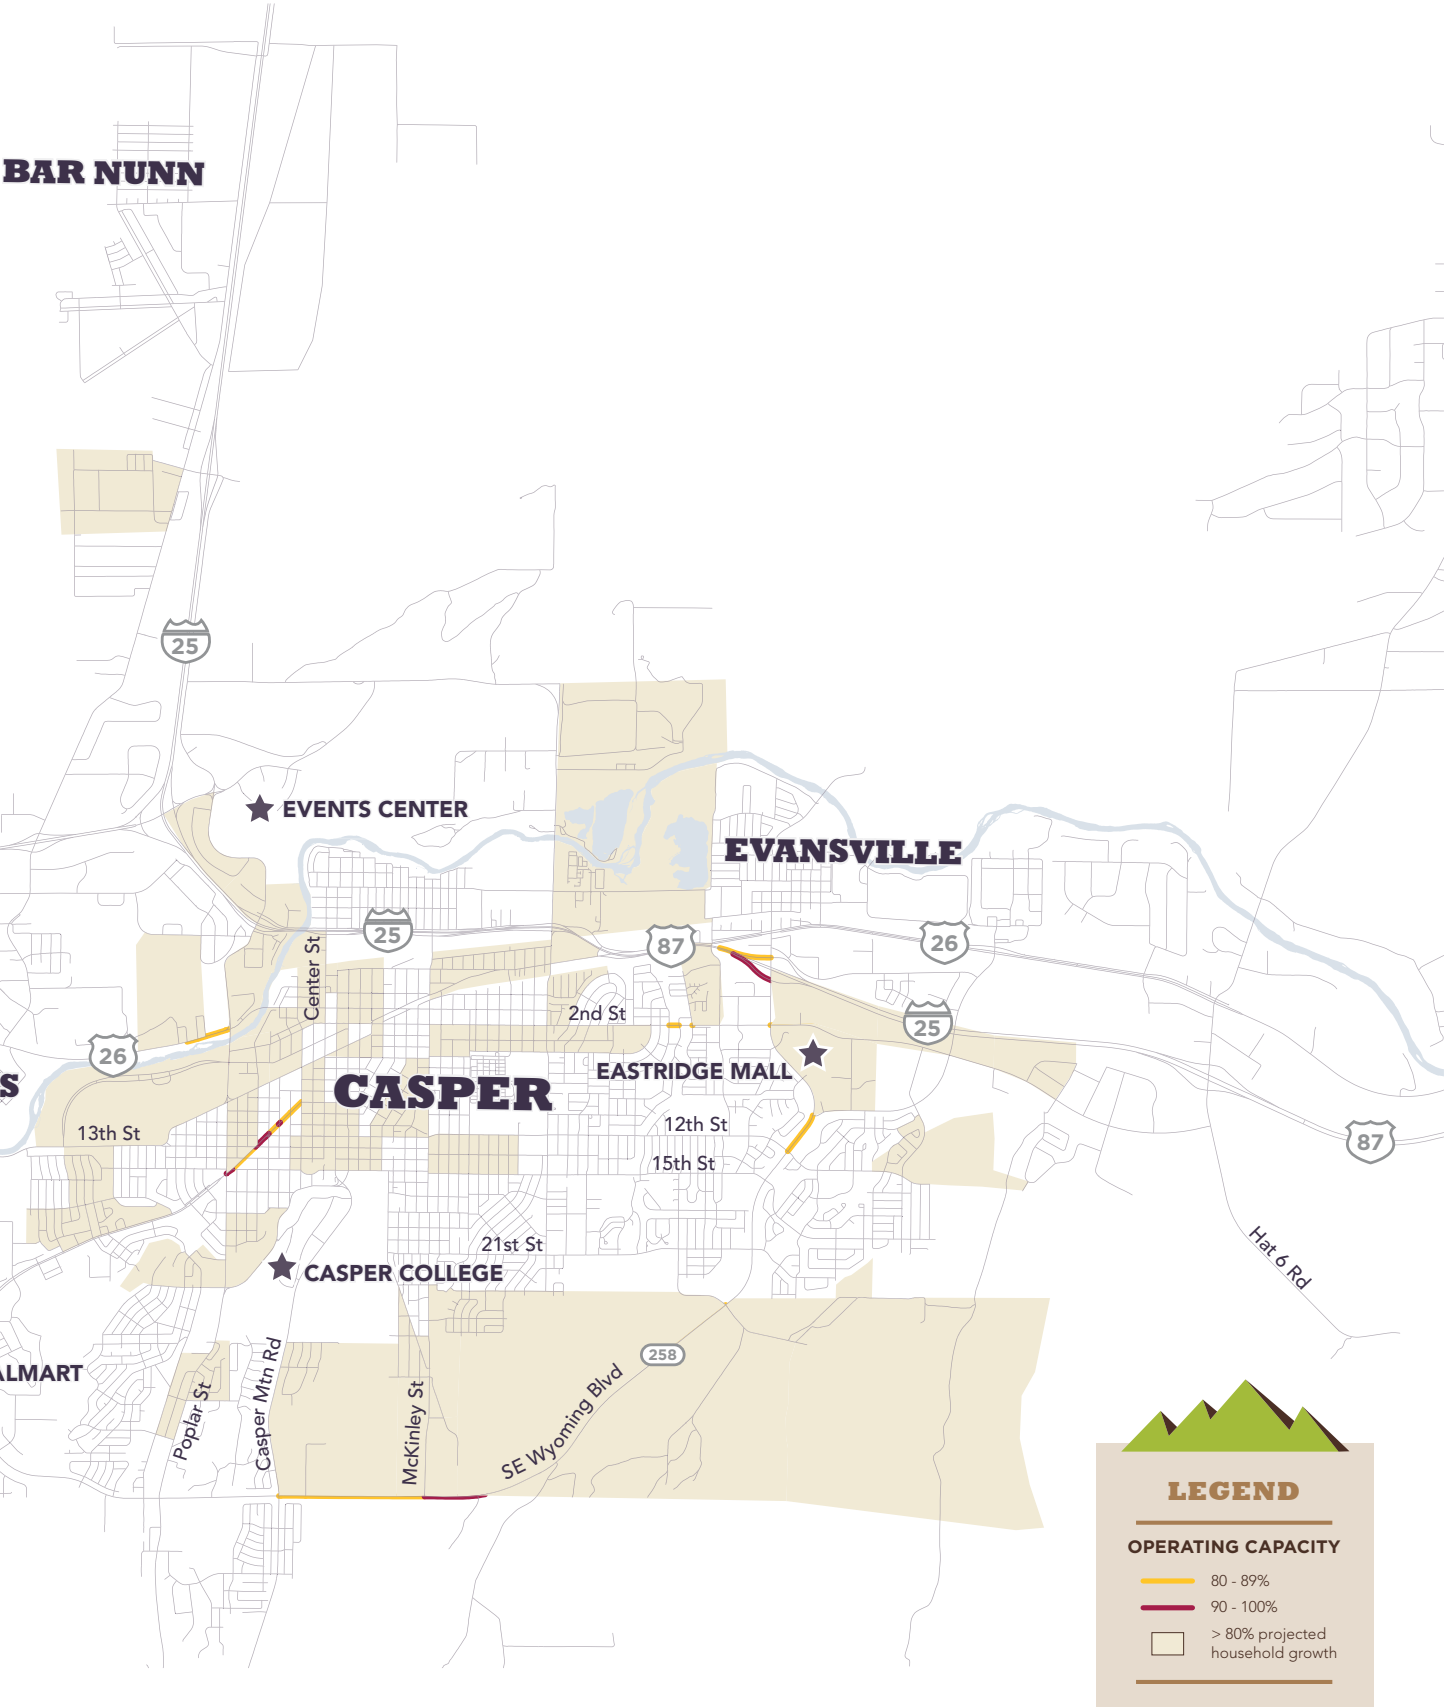 BAR NUNN
25
EVENTS CENTER
EVANSVILLE
25
87
26
Center St
2nd St
25
26
EASTRIDGE MALL
S
CASPER
12th St
13th St
87
15th St
21st St
Hat 6 Rd
CASPER COLLEGE
258
ALMART
Poplar St
Casper Mtn Rd
McKinley St
SE Wyoming Blvd
LEGEND
OPERATING CAPACITY
80 - 89%
90 - 100%
> 80% projected
household growth